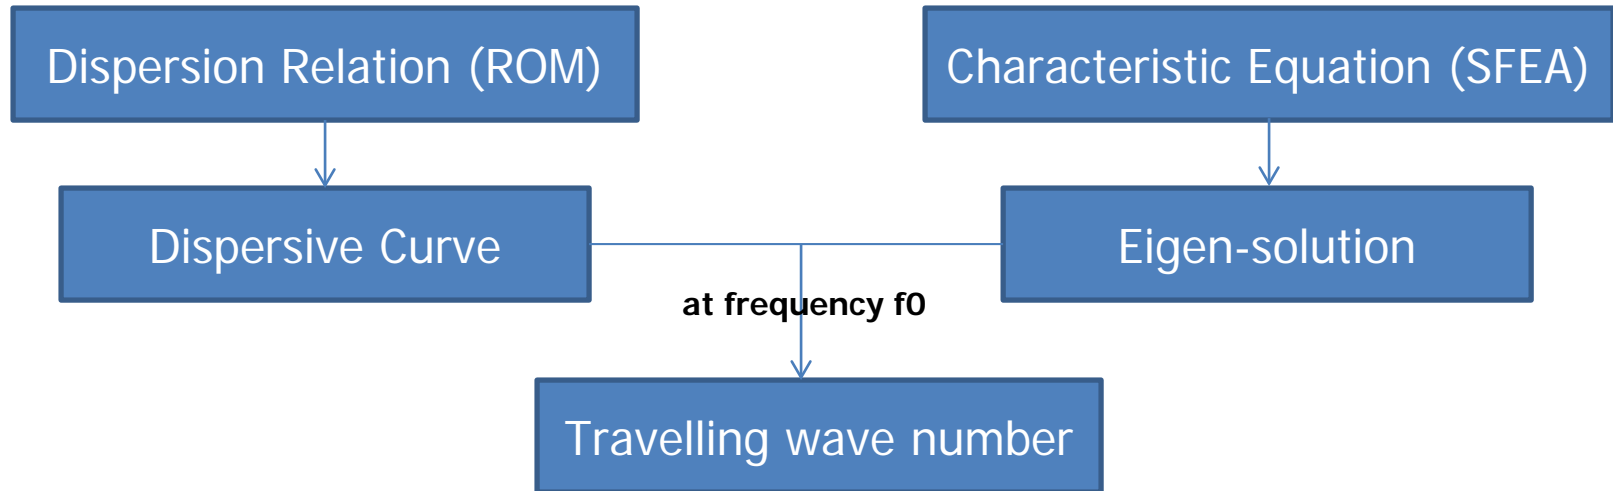 Dispersion Relation (ROM)
Characteristic Equation (SFEA)
Dispersive Curve
Eigen-solution
at frequency f0
Travelling wave number